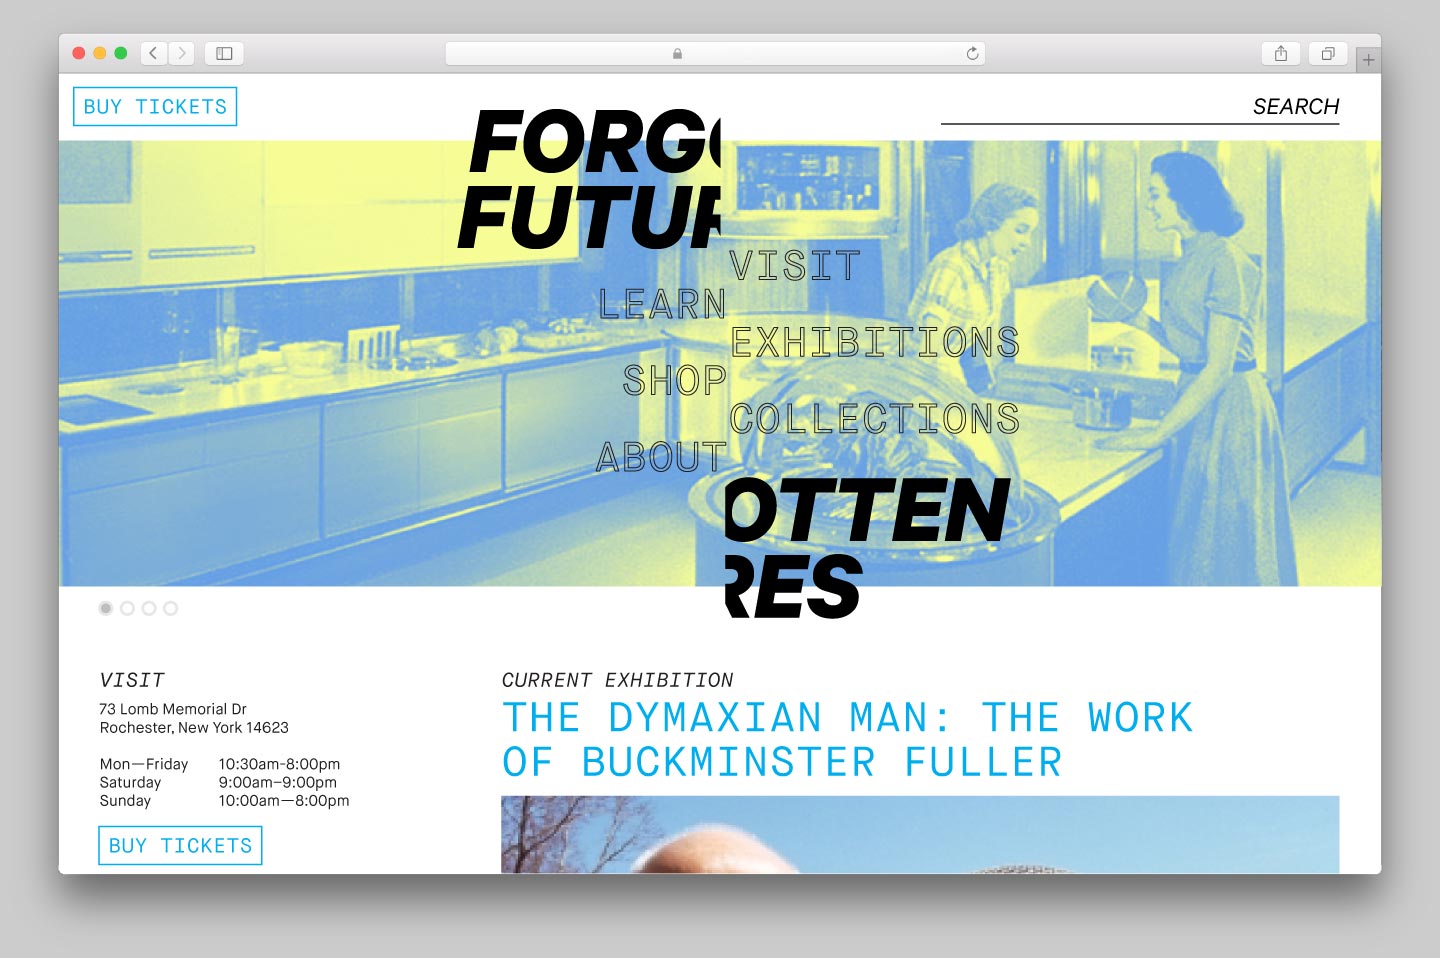 BUY TICKETS
SEARCH
FORGO
FUTUR
VISIT
LEARN
EXHIBITIONS
SHOP
COLLECTIONS
ABOUT
OTTEN
RES
VISIT
73 Lomb Memorial Dr
Rochester, New York 14623
Mon—Friday 10:30am-8:00pm
Saturday 9:00am–9:00pm
Sunday 10:00am—8:00pm
BUY TICKETS
CURRENT EXHIBITION
THE DYMAXIAN MAN: THE WORK
OF BUCKMINSTER FULLER